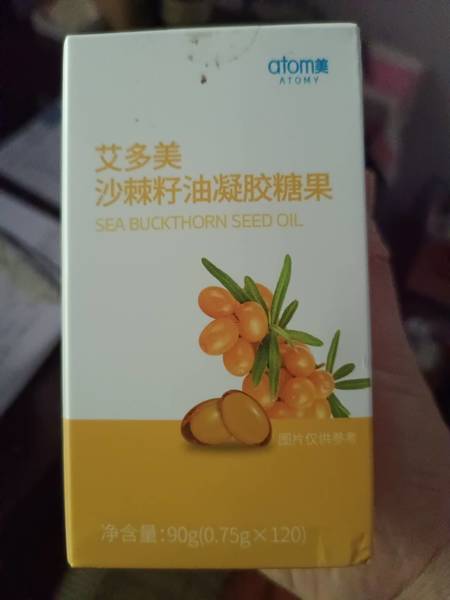 atom美
ATOMY
艾多美
沙棘籽油凝胶糖果
SEA BUCKTHORN SEED OIL
图片仅供参考
净含量:90g(0.75g×120)